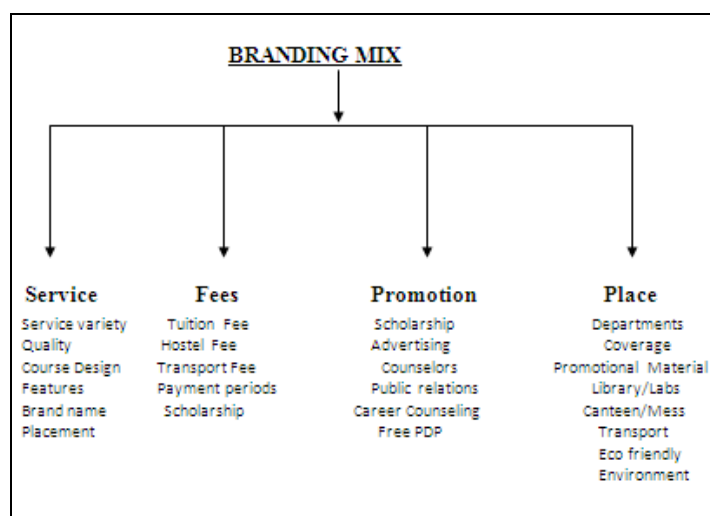 BRANDING MIX
Service
Service variety
Quality
Course Design
Features
Brand name
Placement
Fees
Tuition Fee
Hostel Fee
Transport Fee
Payment periods
Scholarship
Promotion
Scholarship
Advertising
Counselors
Public relations
Career Counseling
Free PDP
Place
Departments
Coverage
Promotional Material
Library/Labs
Canteen/Mess
Transport
Eco friendly
Environment